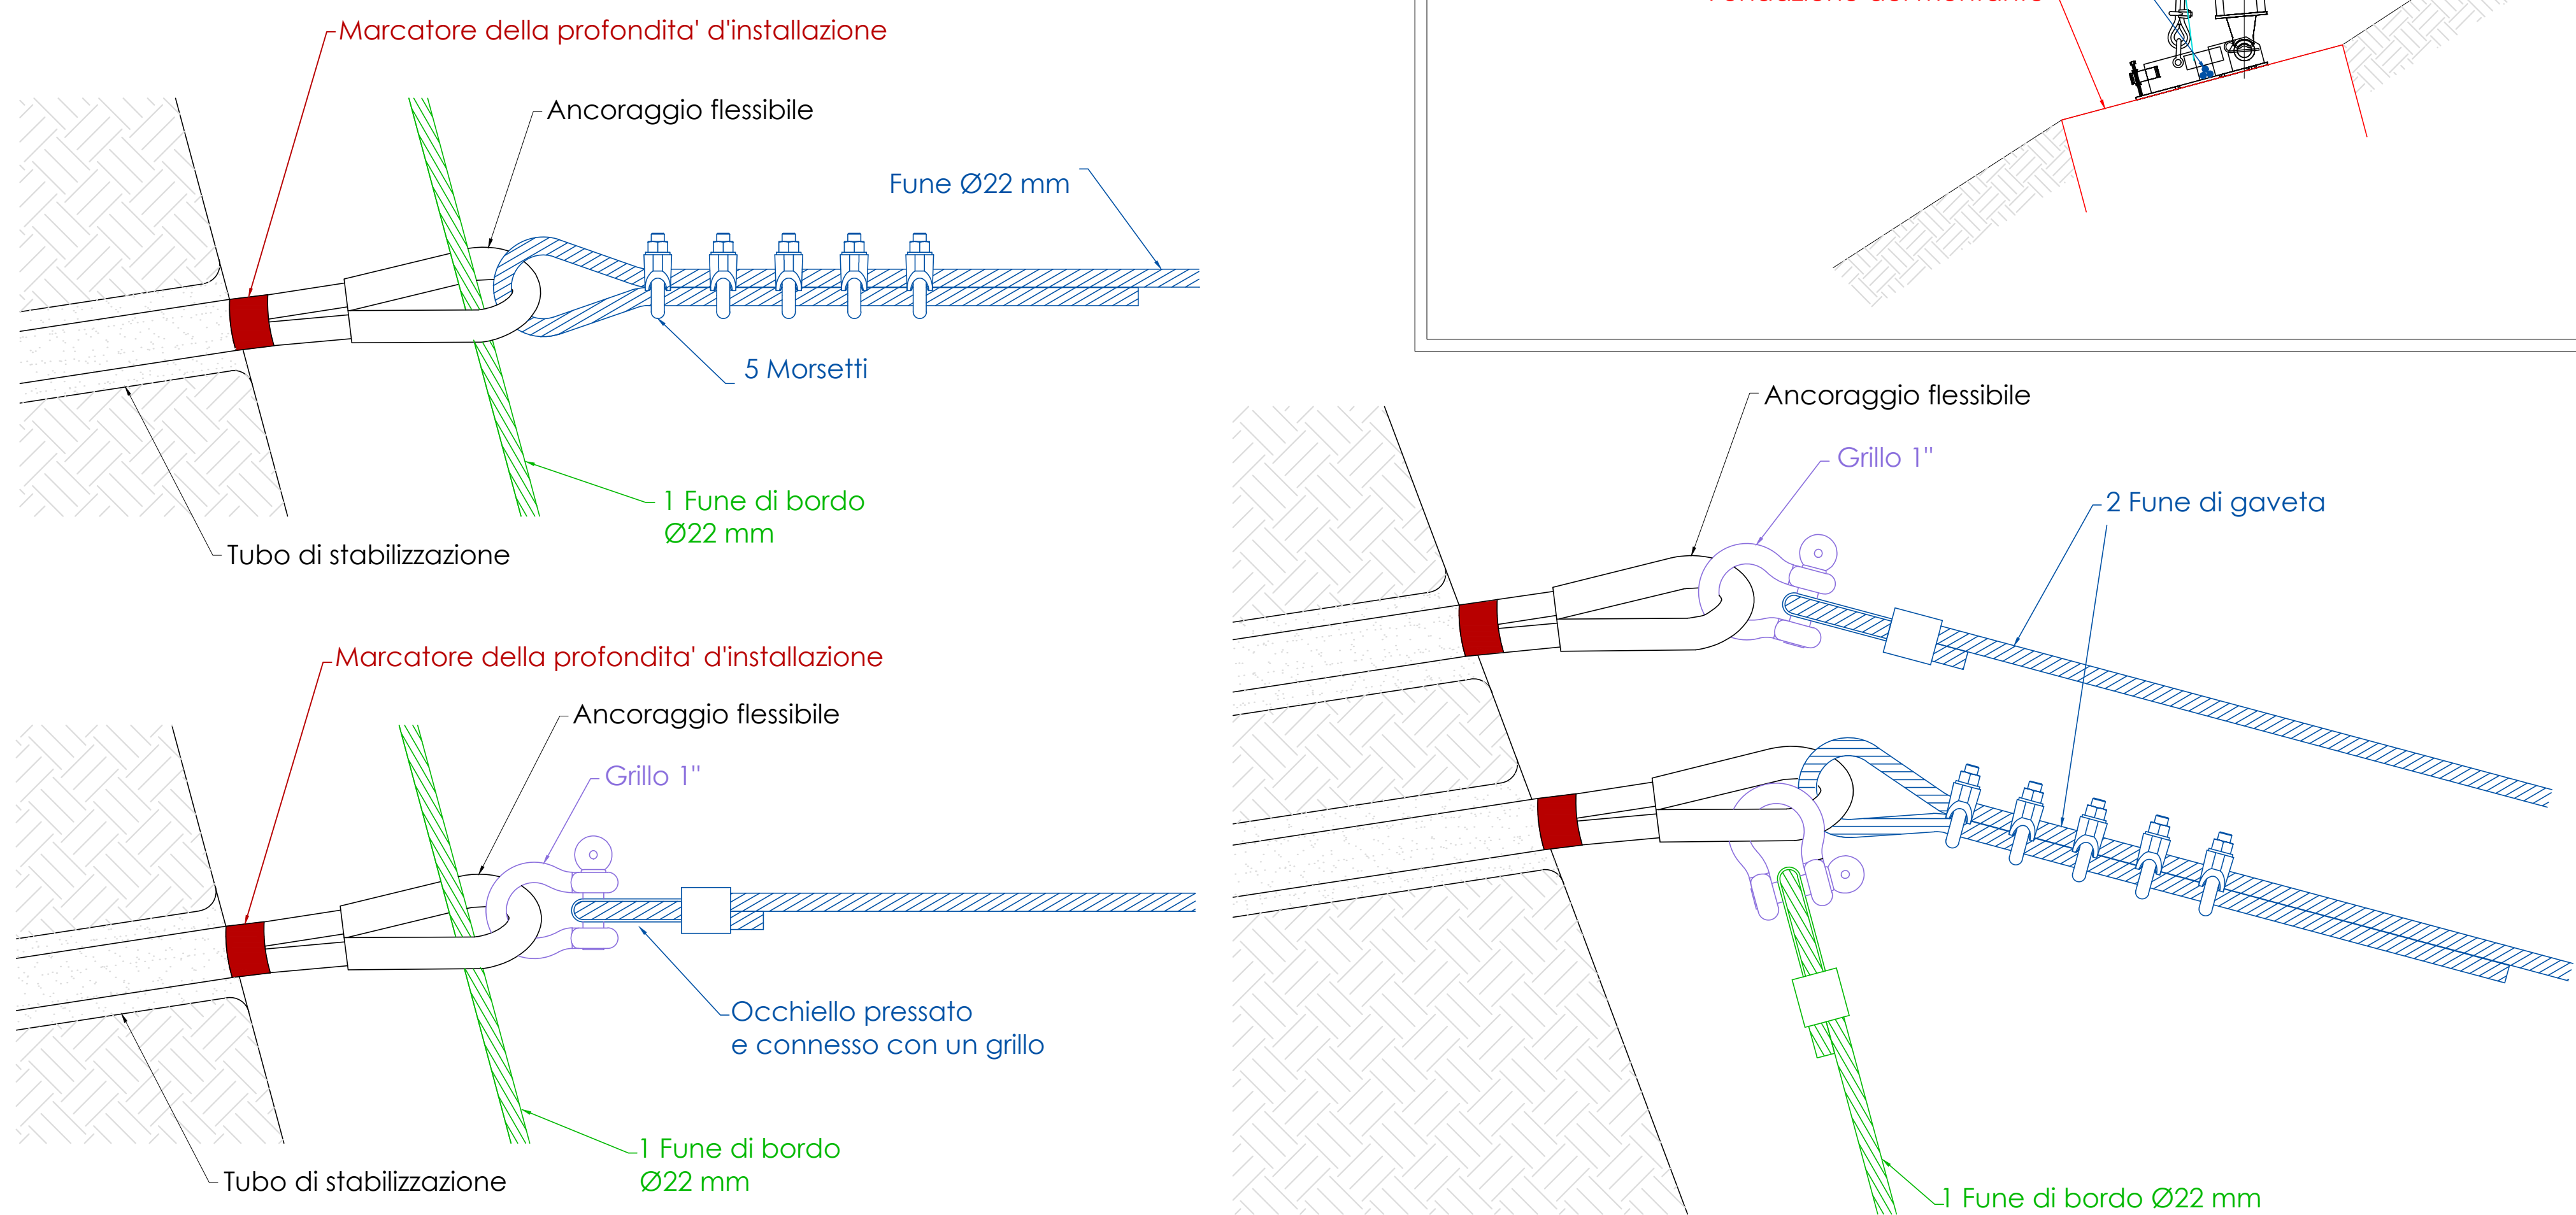 Marcatore della profondita' d'installazione
Ancoraggio flessibile
Fune Ø22 mm
5 Morsetti
1 Fune di bordo
Ø22 mm
Tubo di stabilizzazione
Marcatore della profondita' d'installazione
Ancoraggio flessibile
Grillo 1"
Occhiello pressato
e connesso con un grillo
1 Fune di bordo
Ø22 mm
Tubo di stabilizzazione
Ancoraggio flessibile
Grillo 1"
2 Fune di gaveta
1 Fune di bordo Ø22 mm